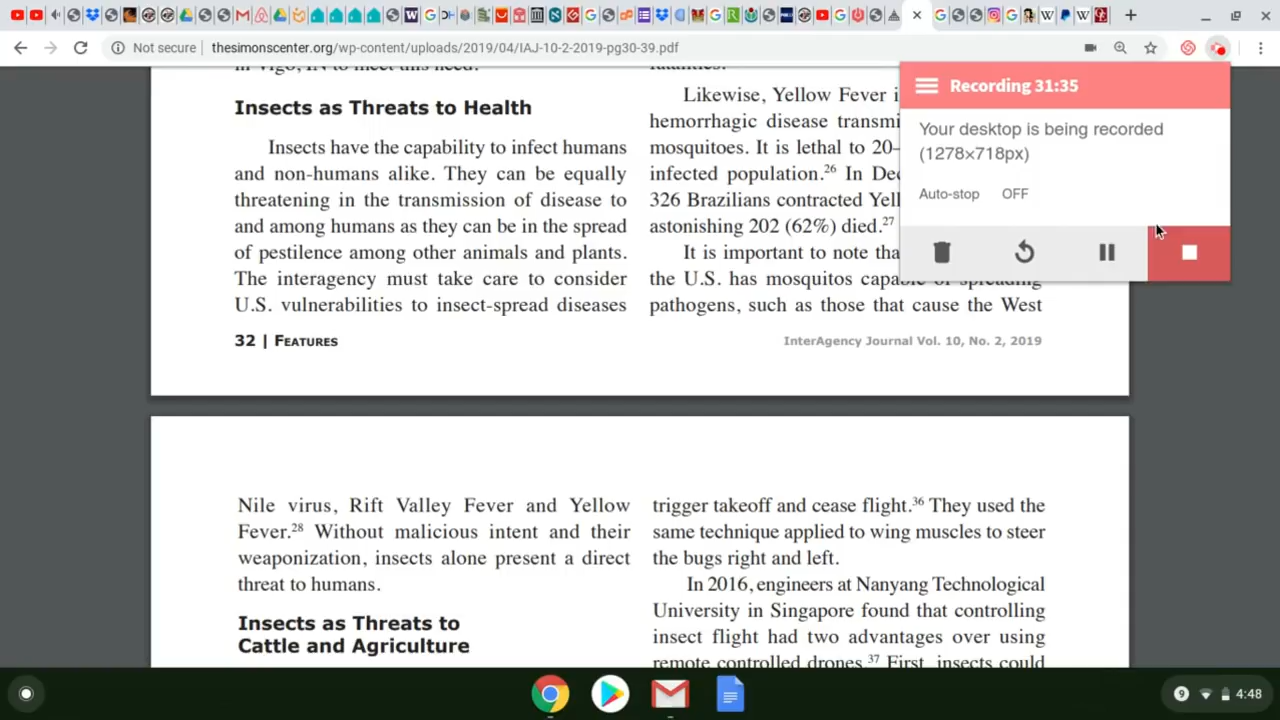 Not secure | thesimonscenter.org/wp-content/uploads/2019/04/IAJ-10-2-2019-pg30-39.pdf
Recording 31:35
Your desktop is being recorded
(1278×718px)
Auto-stop OFF
in Vigo, IN to meet this need.
Insects as Threats to Health
Insects have the capability to infect humans
and non-humans alike. They can be equally
threatening in the transmission of disease to
and among humans as they can be in the spread
of pestilence among other animals and plants.
The interagency must take care to consider
U.S. vulnerabilities to insect-spread diseases
fatalities.
Likewise, Yellow Fever i
hemorrhagic disease transmi
mosquitoes. It is lethal to 20–
infected population.26 In Dec
326 Brazilians contracted Yell
astonishing 202 (62%) died.27
It is important to note tha
the U.S. has mosquitos capable of spreading
pathogens, such as those that cause the West
32 | FEATURES
InterAgency Journal Vol. 10, No. 2, 2019
Nile virus, Rift Valley Fever and Yellow
Fever.28 Without malicious intent and their
weaponization, insects alone present a direct
threat to humans.
Insects as Threats to
Cattle and Agriculture
trigger takeoff and cease flight.36 They used the
same technique applied to wing muscles to steer
the bugs right and left.
In 2016, engineers at Nanyang Technological
University in Singapore found that controlling
insect flight had two advantages over using
remote controlled drones.37 First, insects could
9 4:48